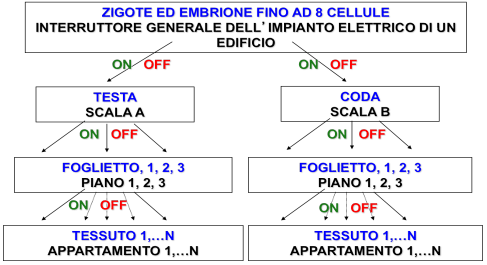 ZIGOTE ED EMBRIONE FINO AD 8 CELLULE
INTERRUTTORE GENERALE DELL'IMPIANTO ELETTRICO DI UN
EDIFICIO
ON OFF ON OFF
TESTA CODA
SCALA A SCALA B
ON OFF ON OFF
FOGLIETTO, 1, 2, 3 FOGLIETTO, 1, 2, 3
PIANO 1, 2, 3 PIANO 1, 2, 3
ON OFF ON OFF
TESSUTO 1,...N TESSUTO 1,...N
APPARTAMENTO 1,...N APPARTAMENTO 1,...N